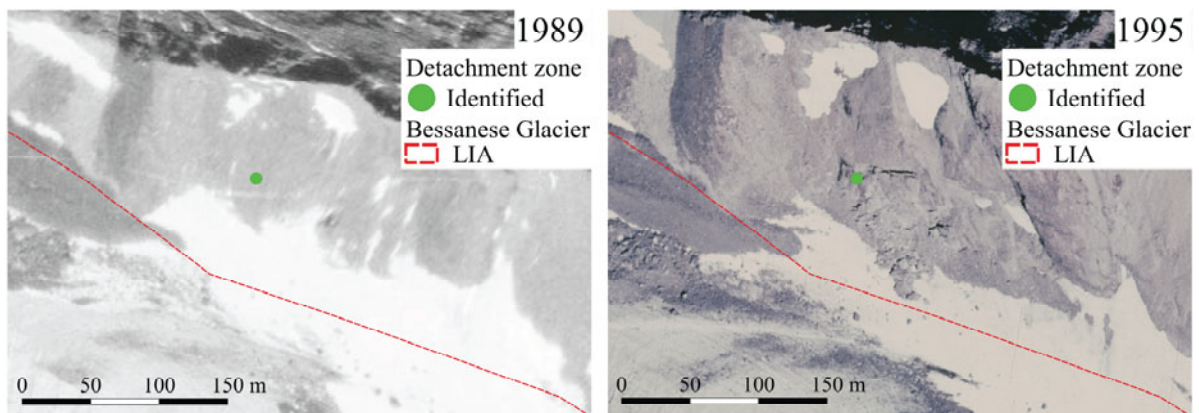 1989
Detachment zone
Identified
Bessanese Glacier
LIA
0 50 100 150 m
1995
Detachment zone
Identified
Bessanese Glacier
LIA
0 50 100 150 m